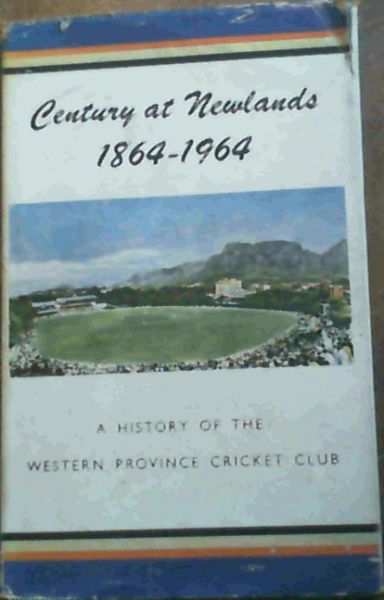 Century at Newlands
1864-1964
A HISTORY OF THE
WESTERN PROVINCE CRICKET CLUB